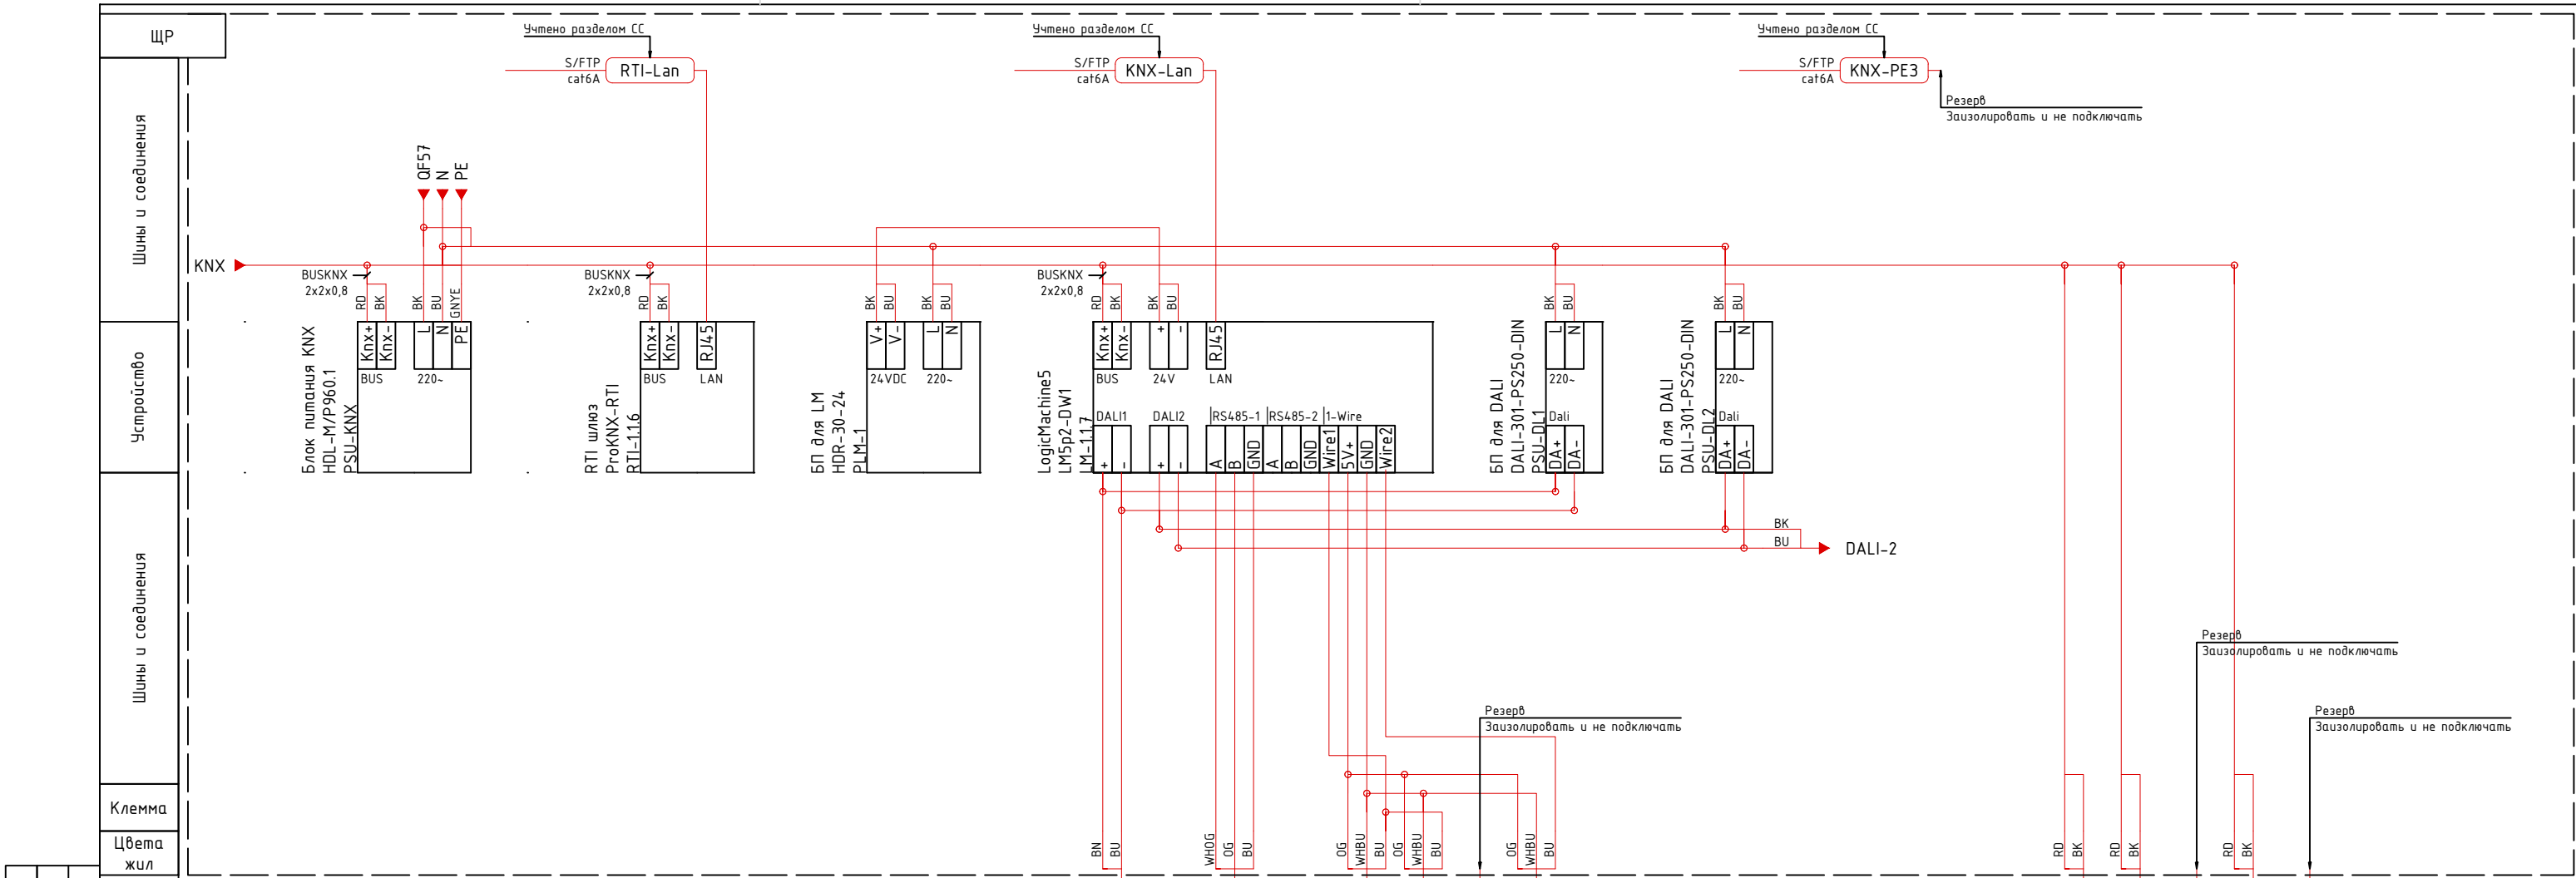 ЩР
Шины и соединения
Устройство
Шины и соединения
Клемма
Цвета
жил
Учтено разделом СС
S/FTP
cat6A
RTI-Lan
Учтено разделом СС
S/FTP
cat6A
KNX-Lan
Учтено разделом СС
S/FTP
cat6A
KNX-РЕЗ
Резерв
Заизолировать и не подключать
QF57
N
PE
KNX
BUSKNX
2x2x0,8
RD
BK
BK
BU
GNYE
Блок питания KNX
HDL-M/P960.1
PSU-KNX
Knx+
Knx-
L
N
PE
BUS
220~
BUSKNX
2x2x0,8
RD
BK
RTI шлюз
ProKNX-RTI
RTI-1.1.6
Knx+
Knx-
RJ45
BUS
LAN
BK
BU
BK
BU
БП для LM
HDR-30-24
PLM-1
V+
V-
L
N
24VDC
220~
BUSKNX
2x2x0,8
RD
BK
BK
BU
LogicMachine5
LM5p2-DW1
LM-1.1.7
Knx+
Knx-
+
-
RJ45
BUS
24V
LAN
DALI1
DALI2
RS485-1
RS485-2
1-Wire
+
-
+
-
A
B
GND
A
B
GND
Wire1
5V+
GND
Wire2
BK
BU
БП для DALI
DALI-301-PS250-DIN
PSU-DL1
L
N
220~
Dali
DA+
DA-
BK
BU
БП для DALI
DALI-301-PS250-DIN
PSU-DL2
L
N
220~
Dali
DA+
DA-
BK
BU
DALI-2
Резерв
Заизолировать и не подключать
Резерв
Заизолировать и не подключать
Резерв
Заизолировать и не подключать
BN
BU
WHOG
OG
BU
OG
WHBU
BU
OG
WHBU
BU
OG
WHBU
BU
RD
BK
RD
BK
RD
BK